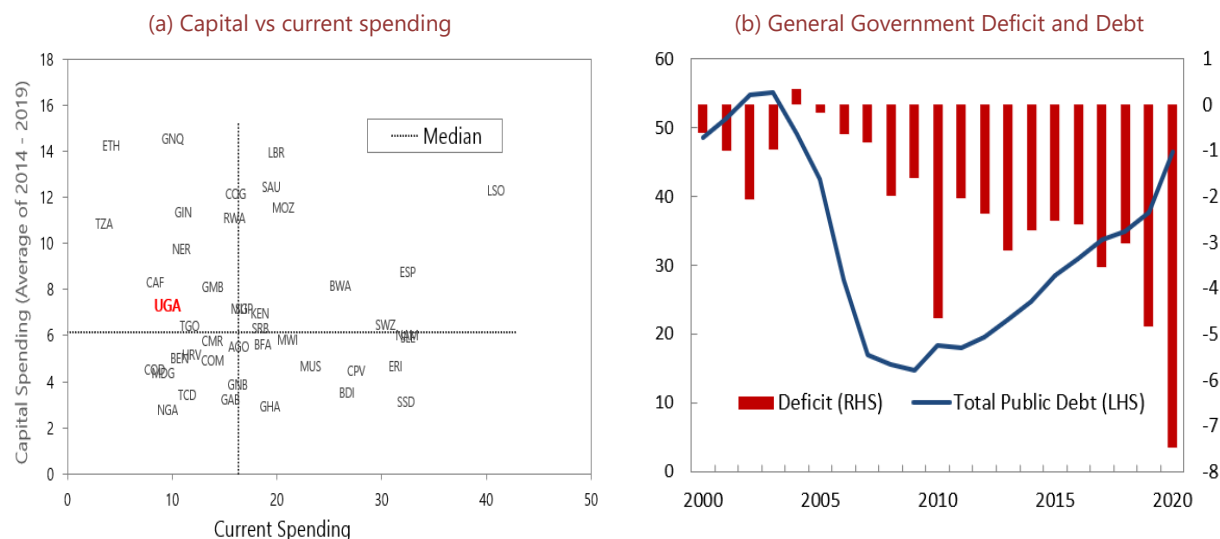 (a) Capital vs current spending
Capital Spending (Average of 2014 - 2019)
18
16
14
12
10
8
6
4
2
0
Median
ETH
GNQ
LBR
SAU
LSO
COG
MOZ
GIN
RWA
TZA
NER
ESP
CAF
GMB
BWA
UGA
KEN
TGO
SRB
SWZ
NAM
CMR
AGO
BFA
MWI
HRV
BEN
COM
MUS
CPV
ERI
MDG
GNB
TCD
GAB
BDI
SSD
NGA
GHA
0 10 20 30 40 50
Current Spending
(b) General Government Deficit and Debt
60
50
40
30
20
10
0
1
0
-1
-2
-3
-4
-5
-6
-7
-8
Deficit (RHS) Total Public Debt (LHS)
2000 2005 2010 2015 2020